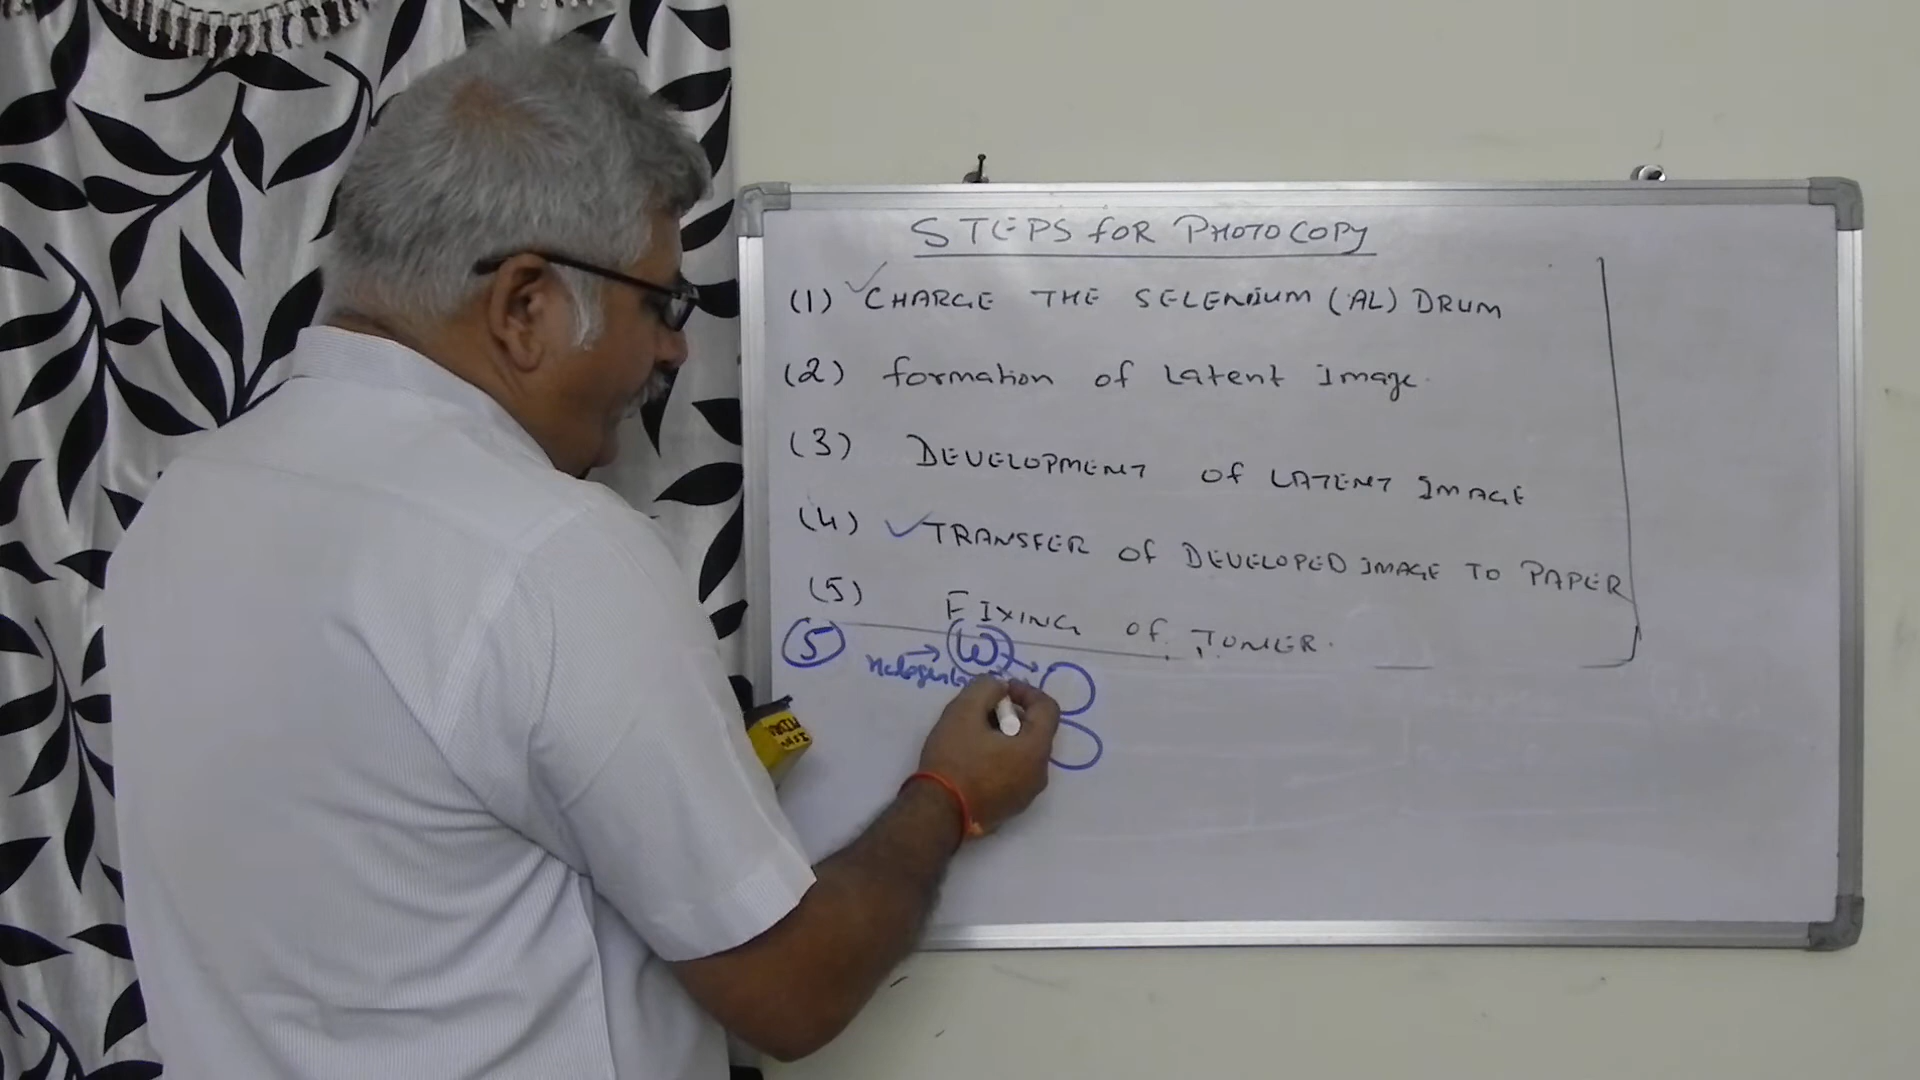 STEPS FOR PHOTOCOPY
(1) CHARGE THE SELENIUM (AL) DRUM
(2) formation of Latent Image.
(3) DEVELOPMENT of LATENT IMAGE
(4) TRANSFER of DEVELOPED IMAGE TO PAPER
(5) FIXING OF TONER.
(5) W